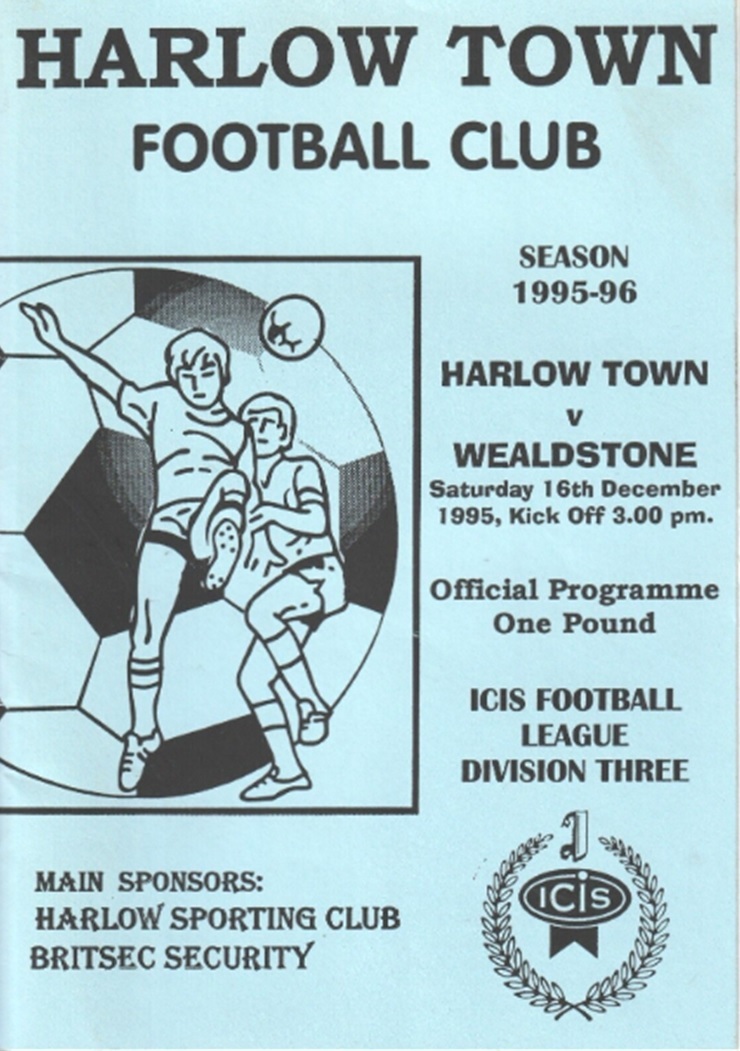 HARLOW TOWN
FOOTBALL CLUB
SEASON
1995-96
HARLOW TOWN
v
WEALDSTONE
Saturday 16th December
1995, Kick Off 3.00 pm.
Official Programme
One Pound
ICIS FOOTBALL
LEAGUE
DIVISION THREE
MAIN SPONSORS:
HARLOW SPORTING CLUB
BRITSEC SECURITY
ICIS